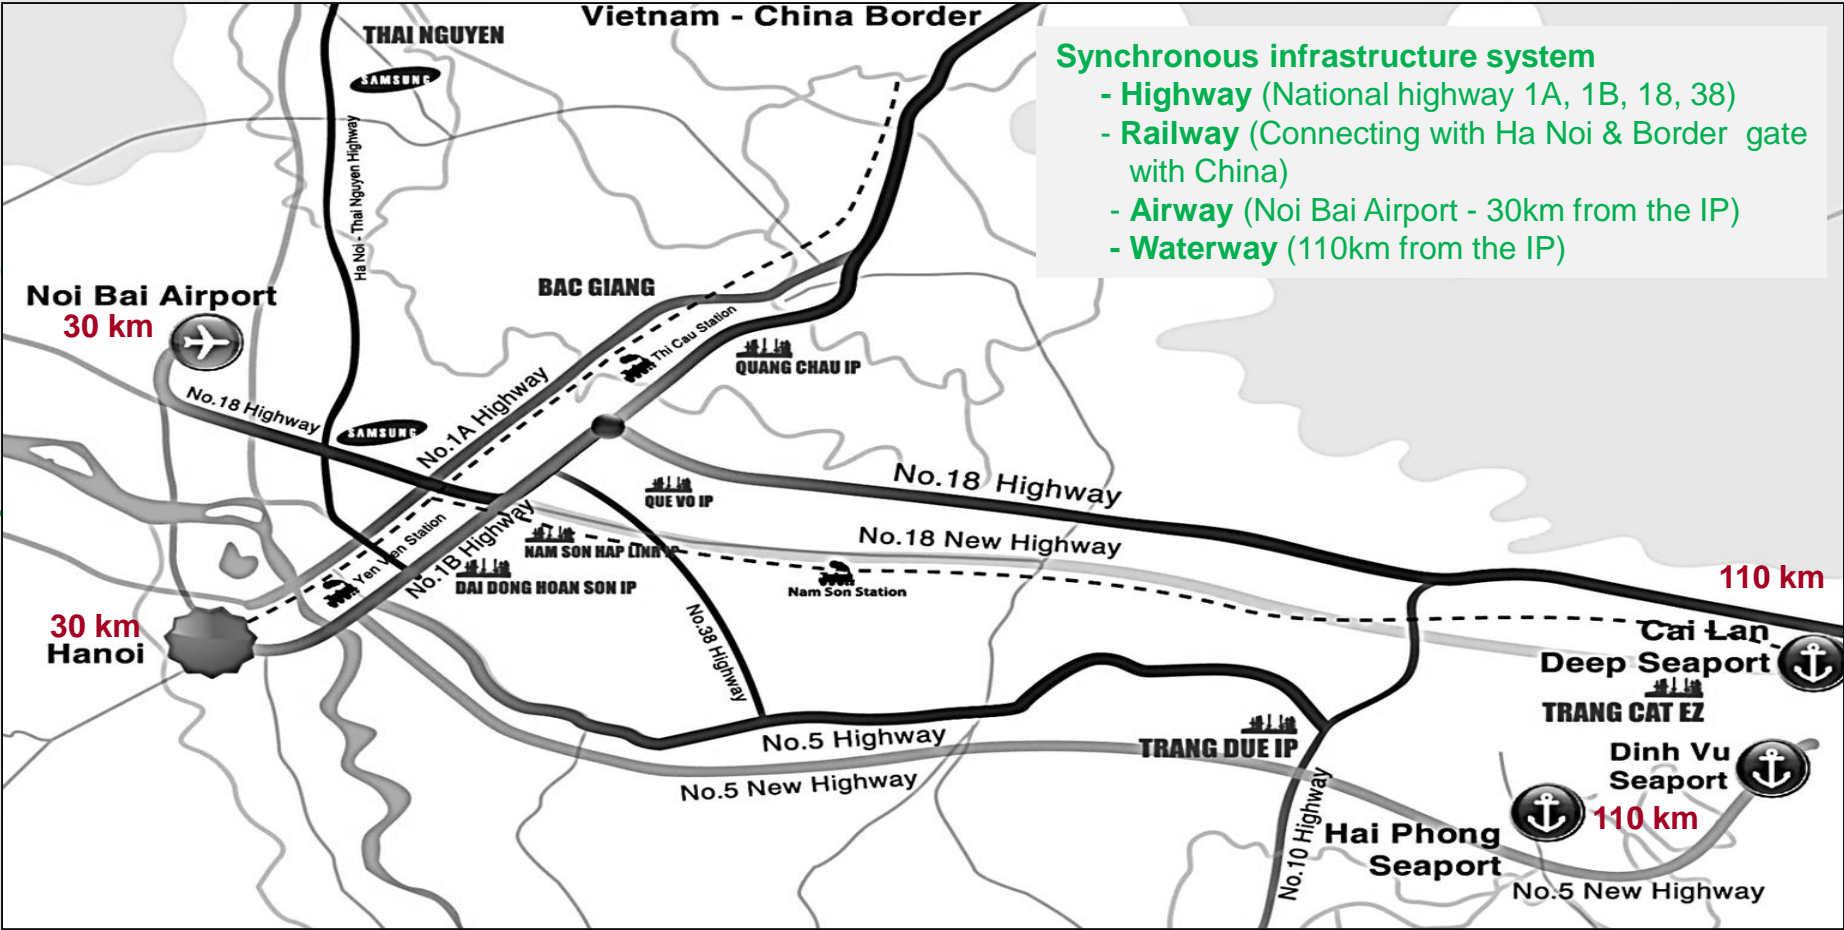 Vietnam - China Border
THAI NGUYEN
SAMSUNG
Synchronous infrastructure system
- Highway (National highway 1A, 1B, 18, 38)
- Railway (Connecting with Ha Noi & Border gate
with China)
- Airway (Noi Bai Airport - 30km from the IP)
- Waterway (110km from the IP)
Ha Noi - Thai Nguyen Highway
BAC GIANG
Noi Bai Airport
30 km
Thi Cau Station
QUANG CHAU IP
No.18 Highway
SAMSUNG
No.1A Highway
No.18 Highway
QUE VO IP
No.18 New Highway
Yen Vien Station
No.1B Highway
NAM SON HAP LINH IP
DAI DONG HOAN SON IP
Nam Son Station
110 km
30 km
Hanoi
No.38 Highway
Cai Lan
Deep Seaport
TRANG CAT EZ
No.5 Highway
TRANG DUE IP
Dinh Vu
Seaport
No.5 New Highway
No.10 Highway
110 km
Hai Phong
Seaport
No.5 New Highway